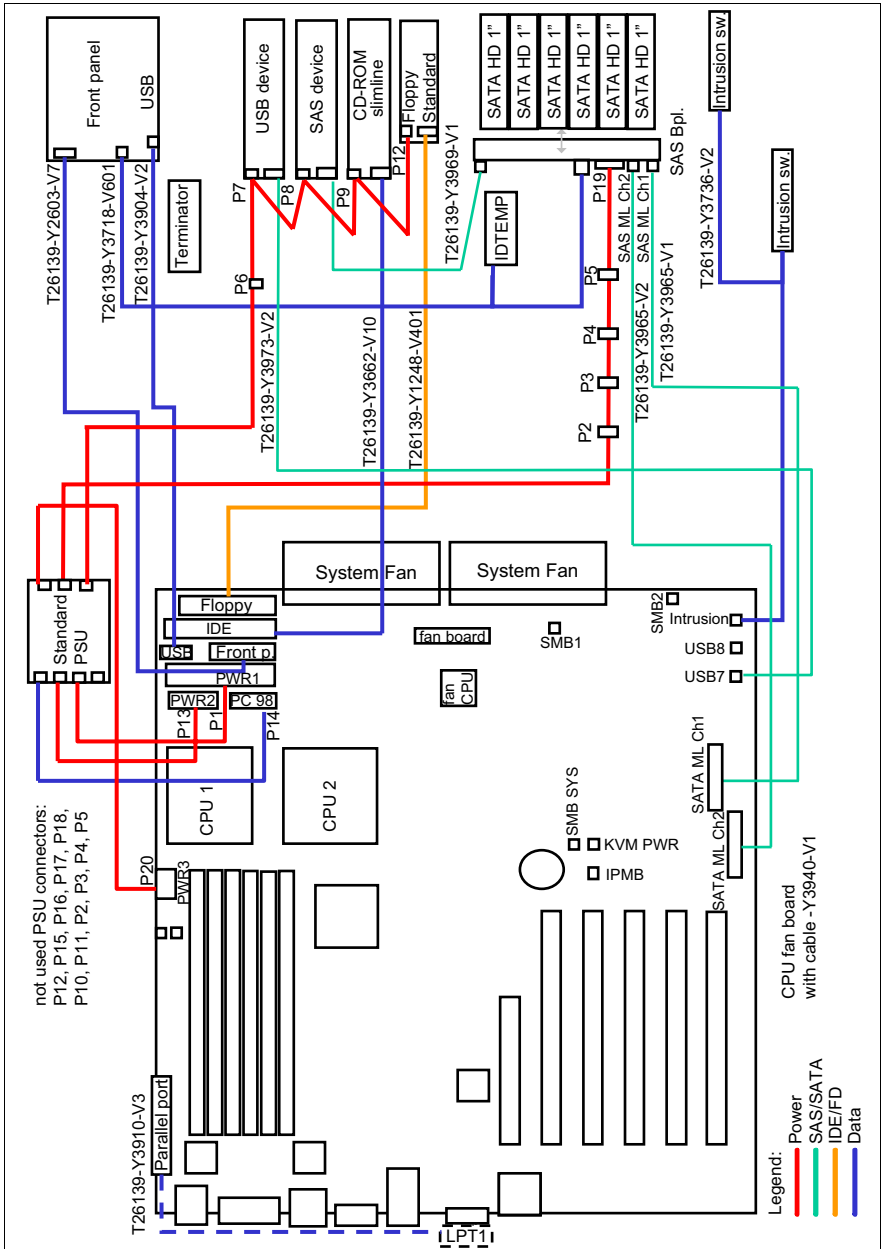 Front panel
USB
T26139-Y2603-V7
T26139-Y3718-V601
T26139-Y3904-V2
Terminator
USB device
SAS device
CD-ROM
slimline
Floppy
Standard
P7
P8
P9
P12
P6
T26139-Y3973-V2
T26139-Y3662-V10
T26139-Y1248-V401
T26139-Y3969-V1
IDTEMP
SATA HD 1"
SATA HD 1"
SATA HD 1"
SATA HD 1"
SATA HD 1"
SATA HD 1"
SAS Bpl.
P19
SAS ML Ch2
SAS ML Ch1
P5
P4
P3
P2
T26139-Y3965-V2
T26139-Y3965-V1
T26139-Y3736-V2
Intrusion sw.
Intrusion sw.
Standard
PSU
System Fan
System Fan
Floppy
IDE
USB
Front p.
PWR1
PWR2
PC 98
P13
P1
P14
fan board
fan
CPU
SMB1
SMB2
Intrusion
USB8
USB7
CPU 1
CPU 2
SATA ML Ch1
SATA ML Ch2
SMB SYS
KVM PWR
IPMB
P20
PWR3
not used PSU connectors:
P12, P15, P16, P17, P18,
P10, P11, P2, P3, P4, P5
CPU fan board
with cable -Y3940-V1
T26139-Y3910-V3
Parallel port
LPT1
Legend:
Power
SAS/SATA
IDE/FD
Data